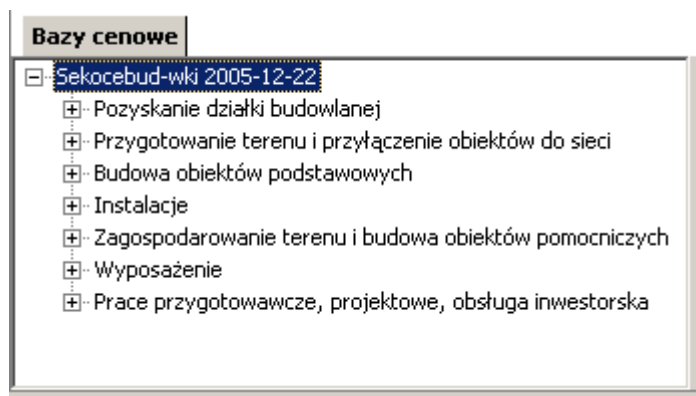 Bazy cenowe
Sekocebud-wki 2005-12-22
Pozyskanie działki budowlanej
Przygotowanie terenu i przyłączenie obiektów do sieci
Budowa obiektów podstawowych
Instalacje
Zagospodarowanie terenu i budowa obiektów pomocniczych
Wyposażenie
Prace przygotowawcze, projektowe, obsługa inwestorska